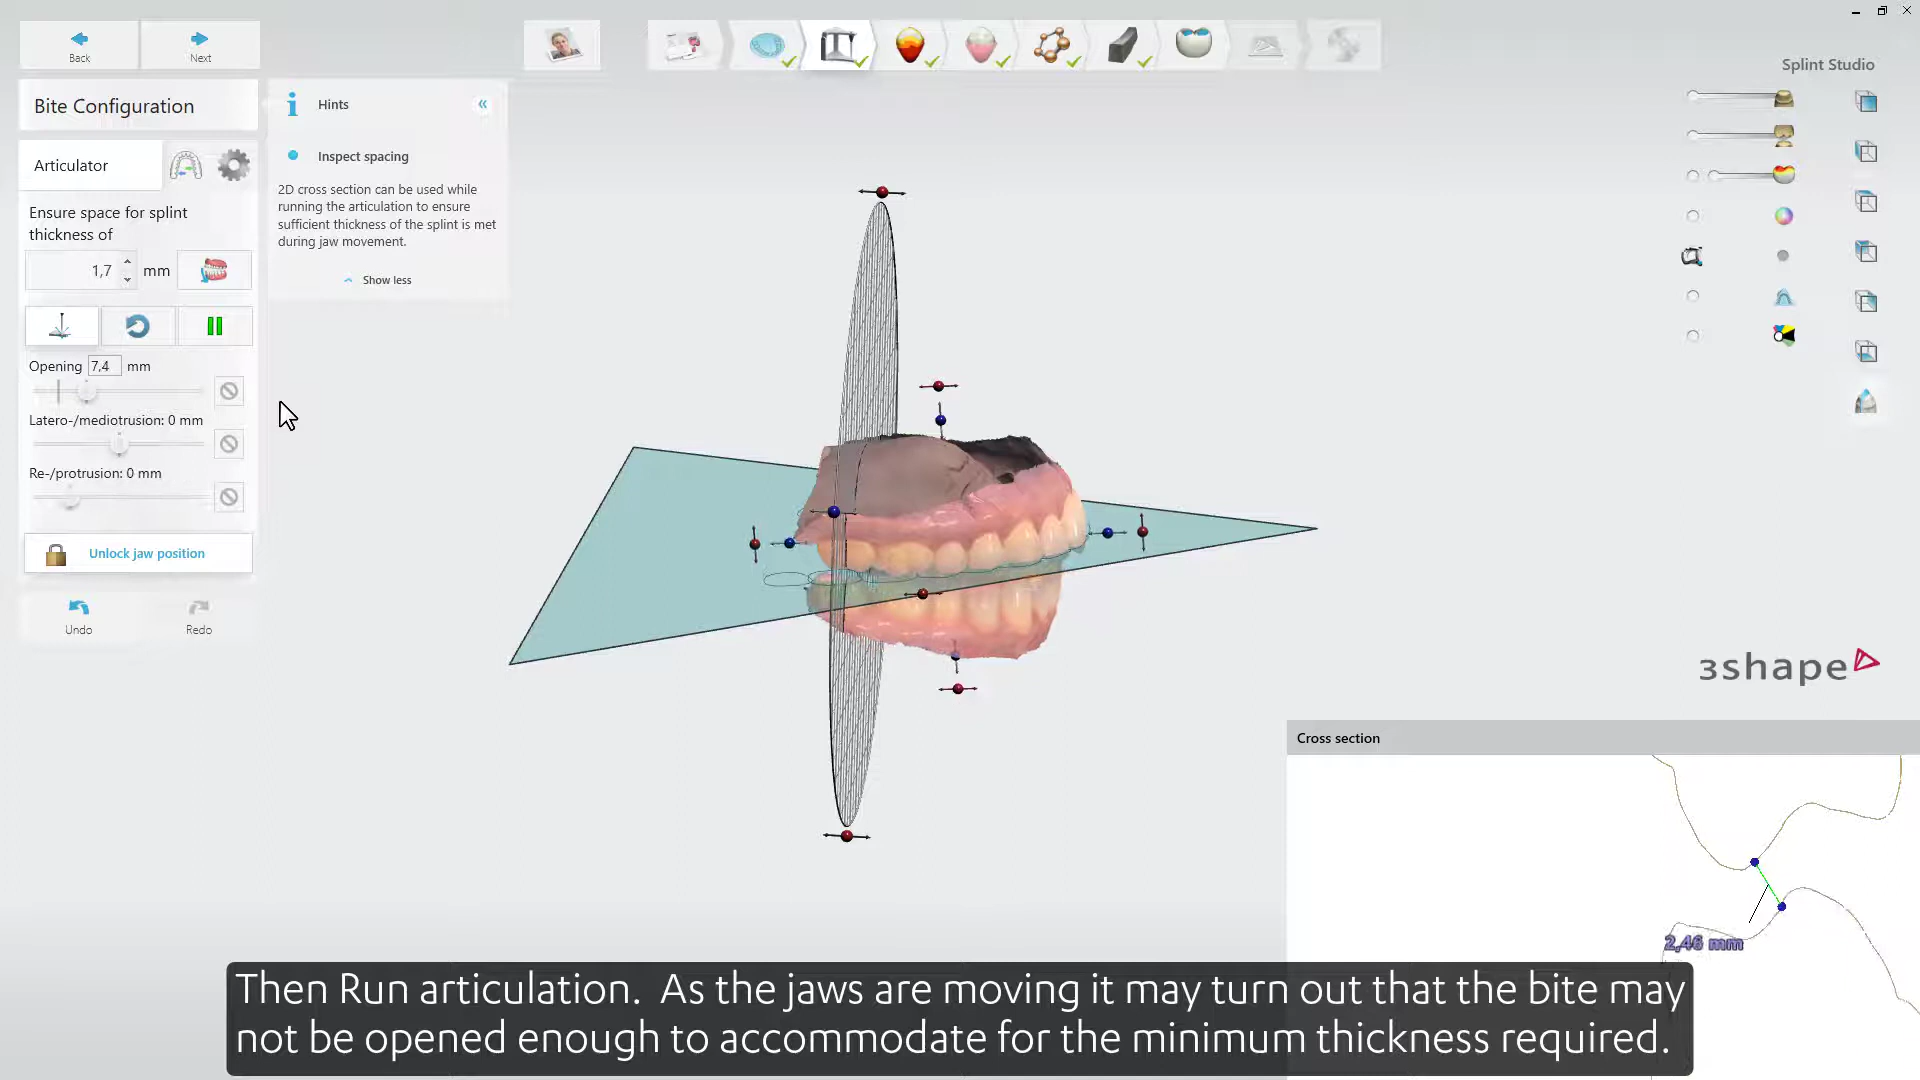 Back
Next
Splint Studio
Bite Configuration
Hints
Inspect spacing
2D cross section can be used while
running the articulation to ensure
sufficient thickness of the splint is met
during jaw movement.
Show less
Articulator
Ensure space for splint
thickness of
1,7 mm
Opening 7,4 mm
Latero-/mediotrusion: 0 mm
Re-/protrusion: 0 mm
Unlock jaw position
Undo
Redo
3shape
Cross section
2,46 mm
Then Run articulation. As the jaws are moving it may turn out that the bite may
not be opened enough to accommodate for the minimum thickness required.